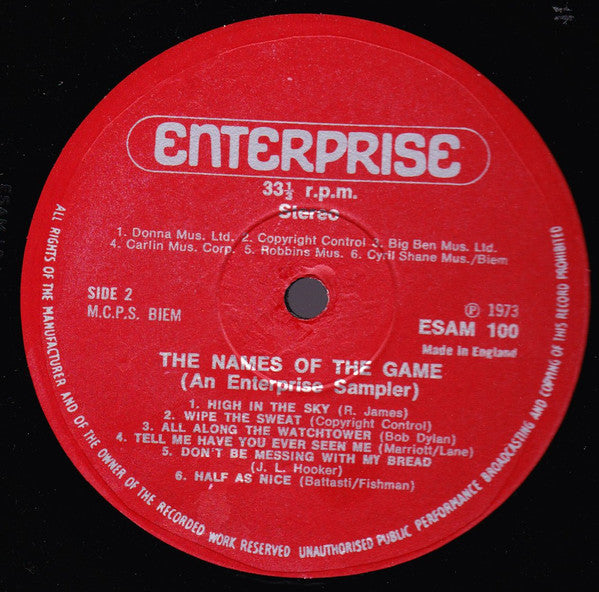 ENTERPRISE
33⅓ r.p.m.
Stereo
1. Donna Mus. Ltd. 2. Copyright Control 3. Big Ben Mus. Ltd.
4. Carlin Mus. Corp. 5. Robbins Mus. 6. Cyril Shane Mus./Biem
SIDE 2
M.C.P.S. BIEM
℗ 1973
ESAM 100
Made in England
THE NAMES OF THE GAME
(An Enterprise Sampler)
1. HIGH IN THE SKY (R. James)
2. WIPE THE SWEAT (Copyright Control)
3. ALL ALONG THE WATCHTOWER (Bob Dylan)
4. TELL ME HAVE YOU EVER SEEN ME (Marriott/Lane)
5. DON'T BE MESSING WITH MY BREAD
(J. L. Hooker)
6. HALF AS NICE (Battasti/Fishman)
ALL RIGHTS OF THE MANUFACTURER AND OF THE OWNER OF THE RECORDED WORK RESERVED UNAUTHORISED PUBLIC PERFORMANCE BROADCASTING AND COPYING OF THIS RECORD PROHIBITED